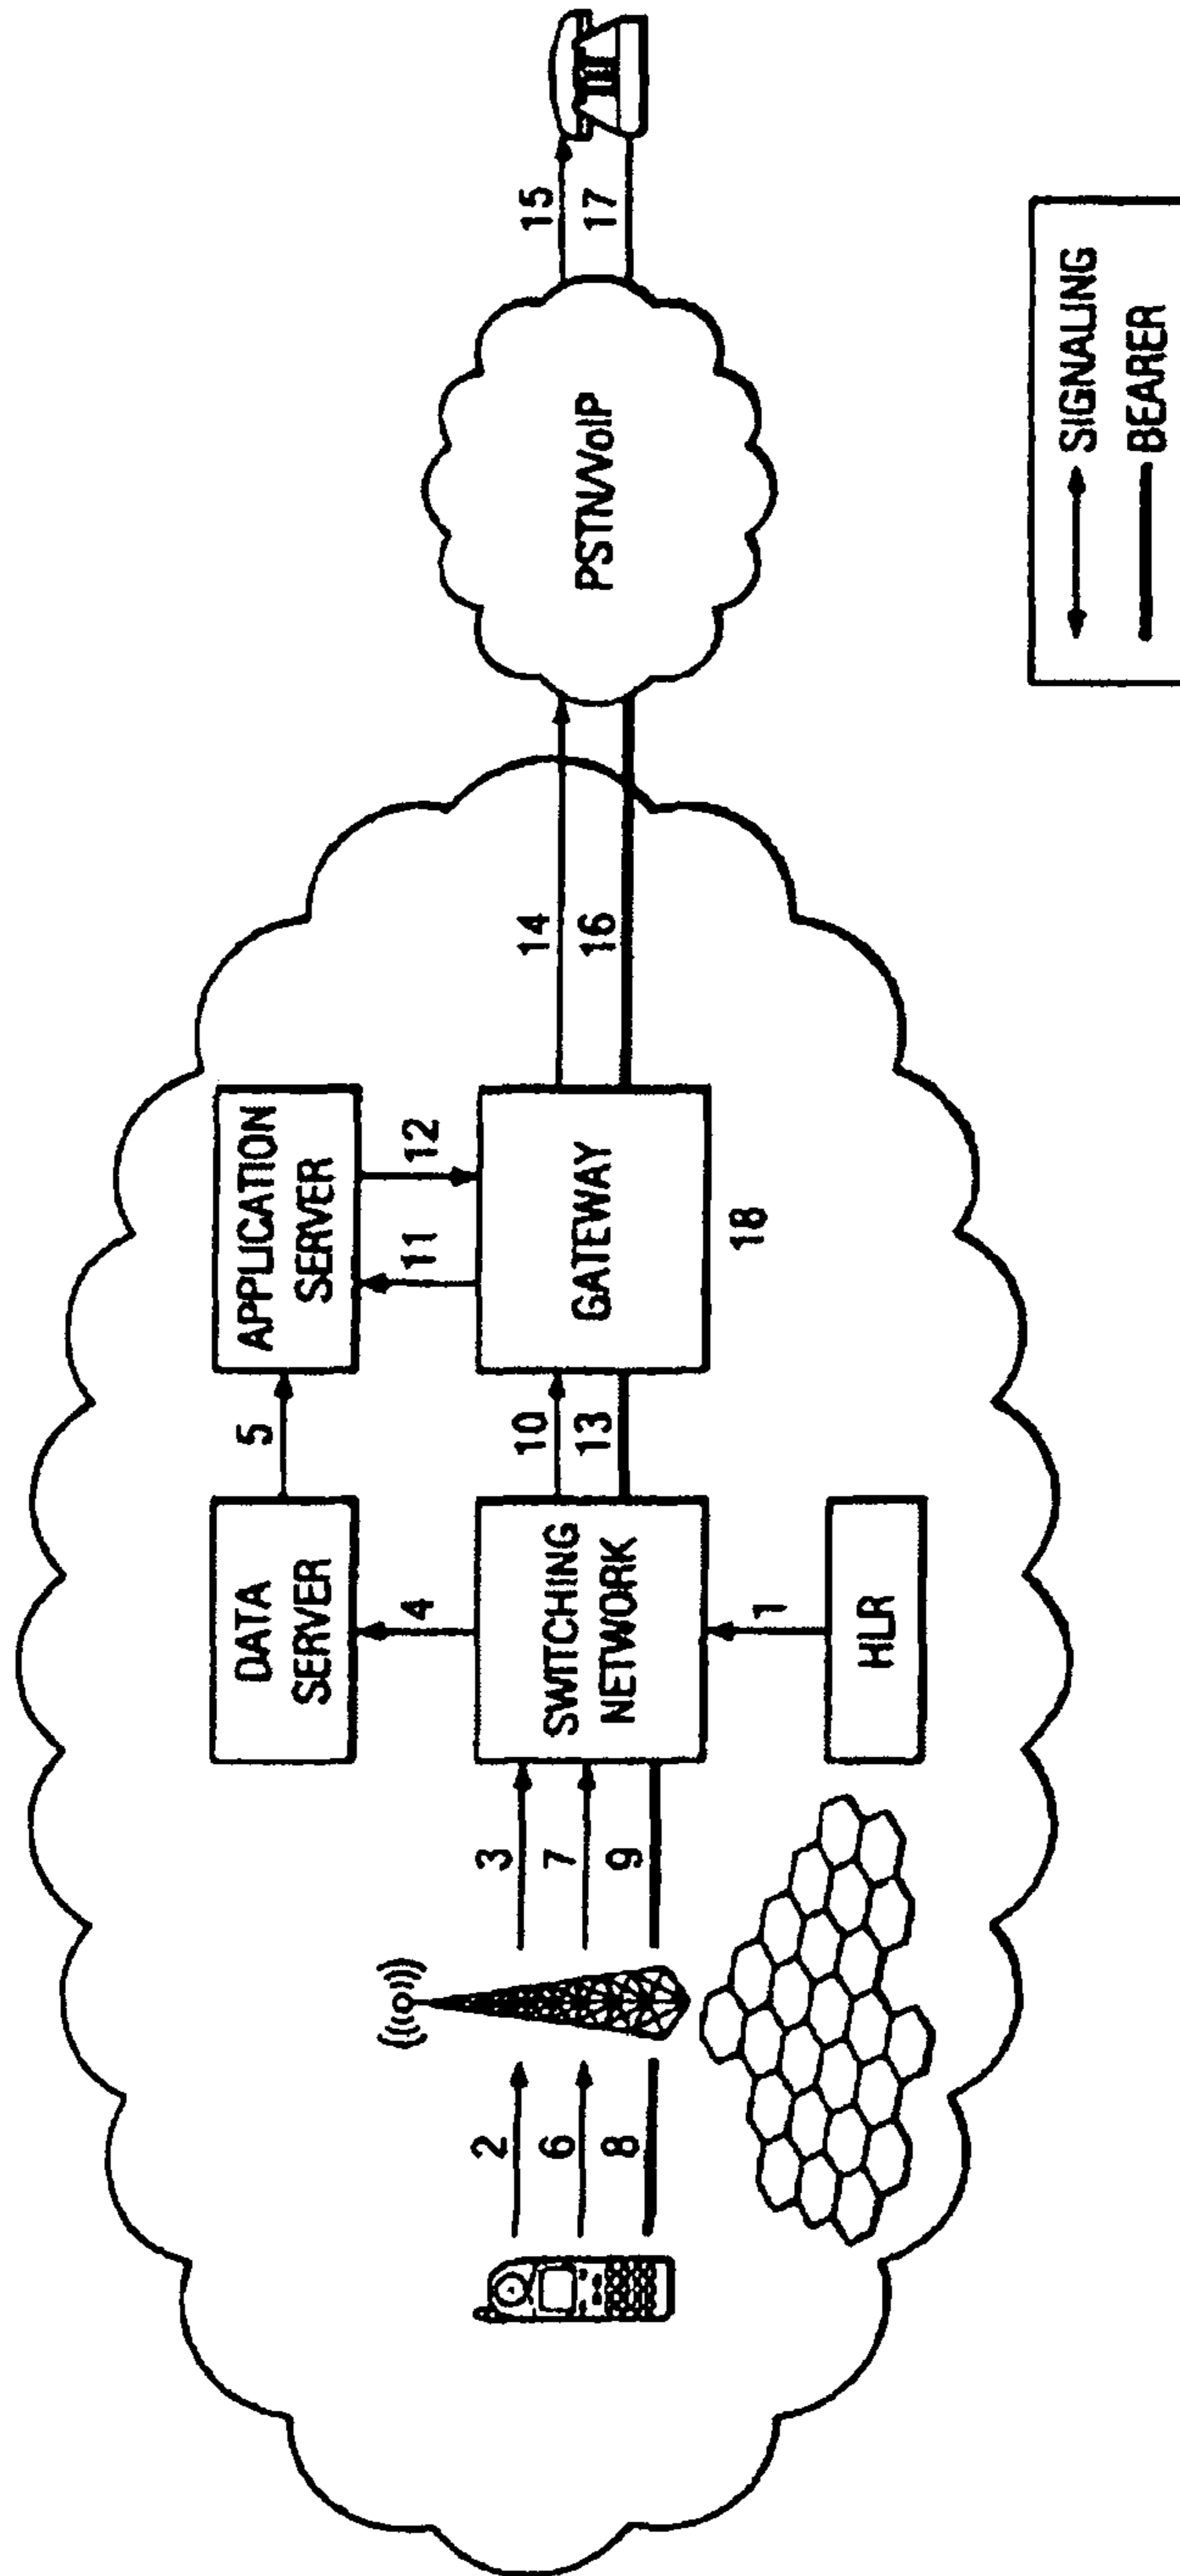 DATA
SERVER
5
APPLICATION
SERVER
4
11
12
2
3
6
7
8
9
SWITCHING
NETWORK
10
13
GATEWAY
18
14
16
PSTN/VoIP
15
17
1
HLR
SIGNALING
BEARER